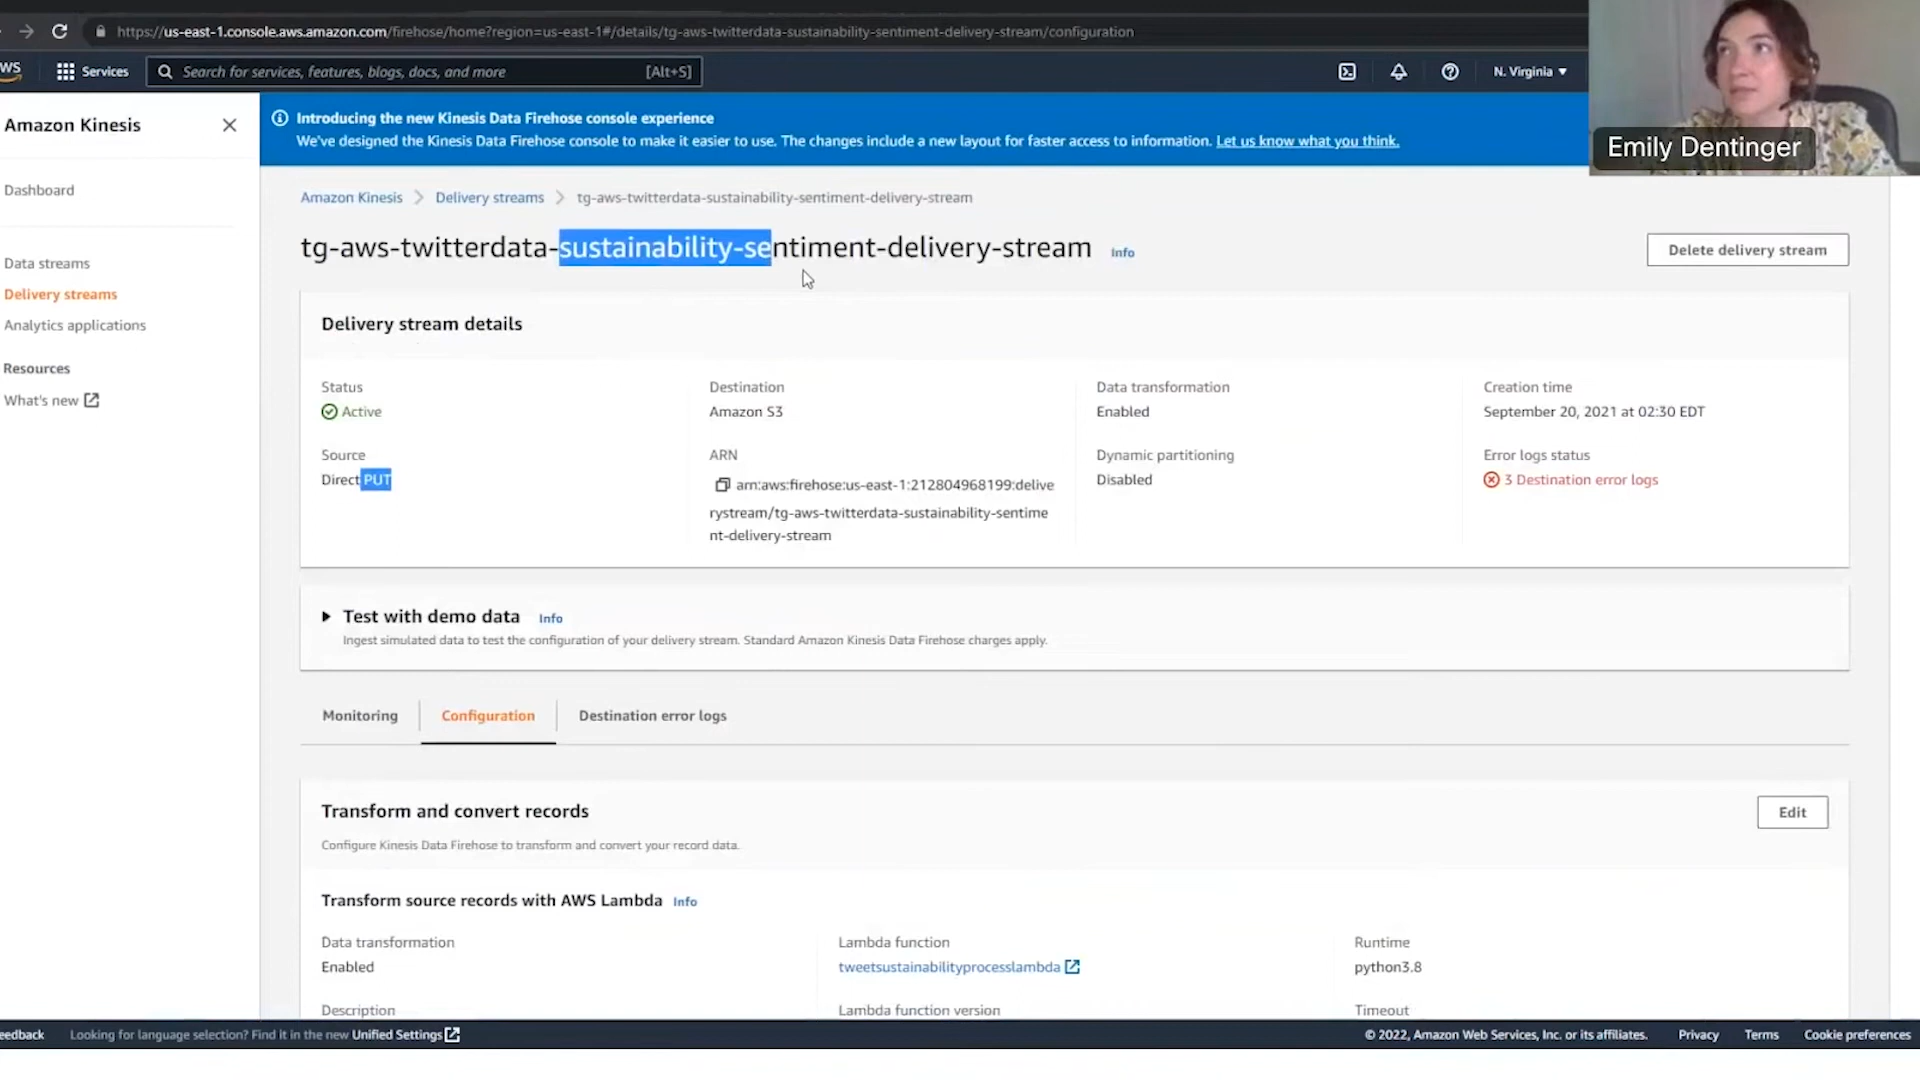 https://us-east-1.console.aws.amazon.com/firehose/home?region=us-east-1#/details/tg-aws-twitterdata-sustainability-sentiment-delivery-stream/configuration
Services
Search for services, features, blogs, docs, and more
[Alt+S]
N. Virginia
Emily Dentinger
Amazon Kinesis
Dashboard
Data streams
Delivery streams
Analytics applications
Resources
What's new
Introducing the new Kinesis Data Firehose console experience
We've designed the Kinesis Data Firehose console to make it easier to use. The changes include a new layout for faster access to information. Let us know what you think.
Amazon Kinesis
Delivery streams
tg-aws-twitterdata-sustainability-sentiment-delivery-stream
tg-aws-twitterdata-sustainability-sentiment-delivery-stream Info
Delete delivery stream
Delivery stream details
Status
Active
Source
Direct PUT
Destination
Amazon S3
ARN
arn:aws:firehose:us-east-1:212804968199:delive
rystream/tg-aws-twitterdata-sustainability-sentime
nt-delivery-stream
Data transformation
Enabled
Dynamic partitioning
Disabled
Creation time
September 20, 2021 at 02:30 EDT
Error logs status
3 Destination error logs
Test with demo data Info
Ingest simulated data to test the configuration of your delivery stream. Standard Amazon Kinesis Data Firehose charges apply.
Monitoring
Configuration
Destination error logs
Transform and convert records
Edit
Configure Kinesis Data Firehose to transform and convert your record data.
Transform source records with AWS Lambda Info
Data transformation
Enabled
Description
Lambda function
tweetsustainabilityprocesslambda
Lambda function version
Runtime
python3.8
Timeout
eedback
Looking for language selection? Find it in the new Unified Settings
© 2022, Amazon Web Services, Inc. or its affiliates.
Privacy
Terms
Cookie preferences